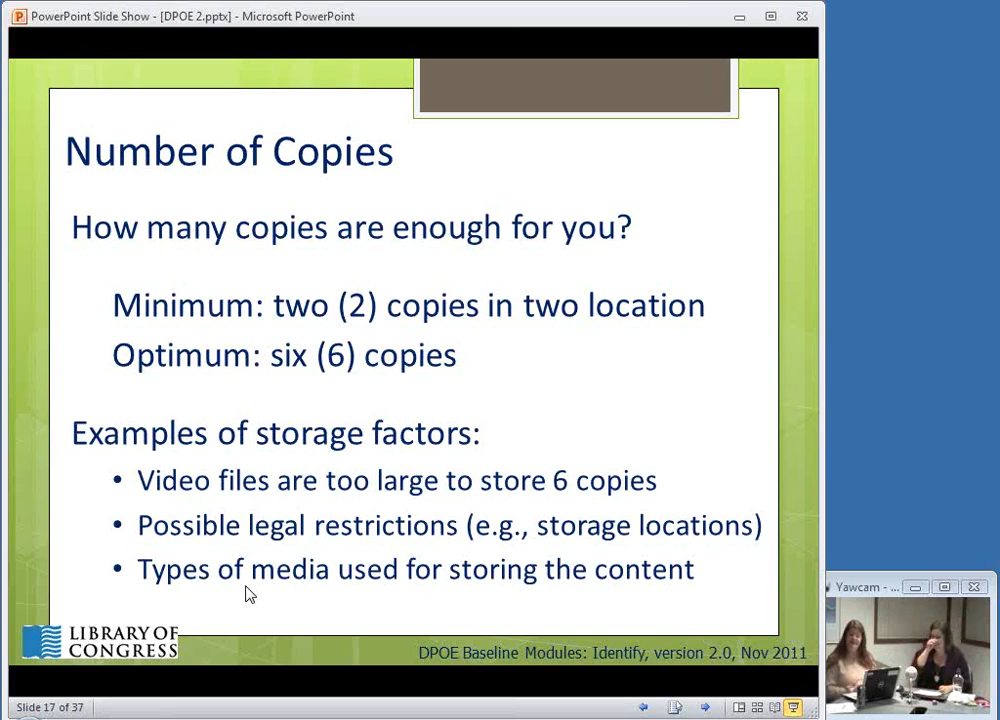 PowerPoint Slide Show - [DPOE 2.pptx] - Microsoft PowerPoint
Number of Copies
How many copies are enough for you?
Minimum: two (2) copies in two location
Optimum: six (6) copies
Examples of storage factors:
• Video files are too large to store 6 copies
• Possible legal restrictions (e.g., storage locations)
• Types of media used for storing the content
LIBRARY OF
CONGRESS
DPOE Baseline Modules: Identify, version 2.0, Nov 2011
Slide 17 of 37
Yawcam - ...